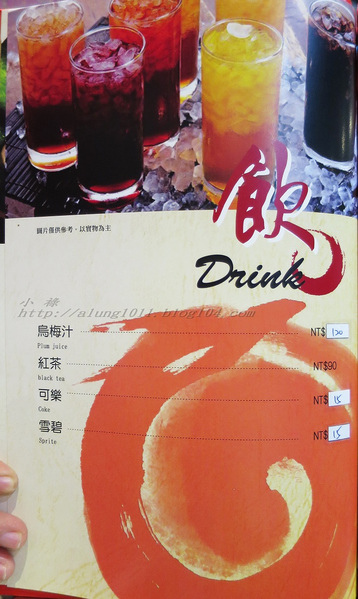 飲
Drink
圖片僅供參考，以實物為主
小綠
http://alung1011.blog104.com
烏梅汁 NT$ 120
Plum juice
紅茶 NT$90
black tea
可樂 NT$ 15
Coke
雪碧 NT$ 15
Sprite